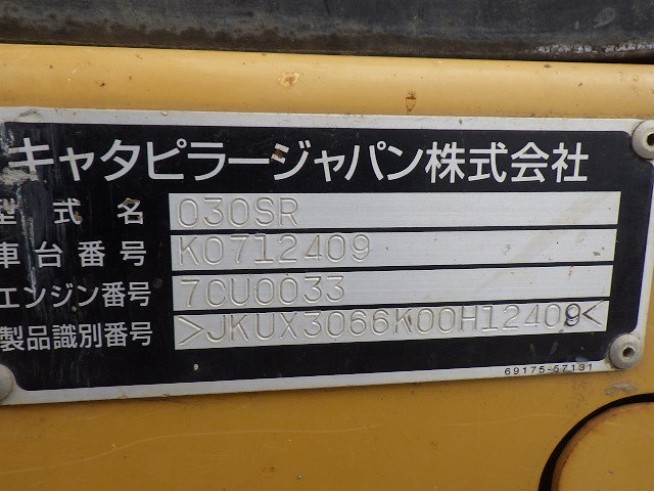 キャタピラージャパン株式会社
型式名 030SR
車台番号 K0712409
エンジン番号 7CU0033
製品識別番号 >JKUX3066K00H12409<
69175-57131